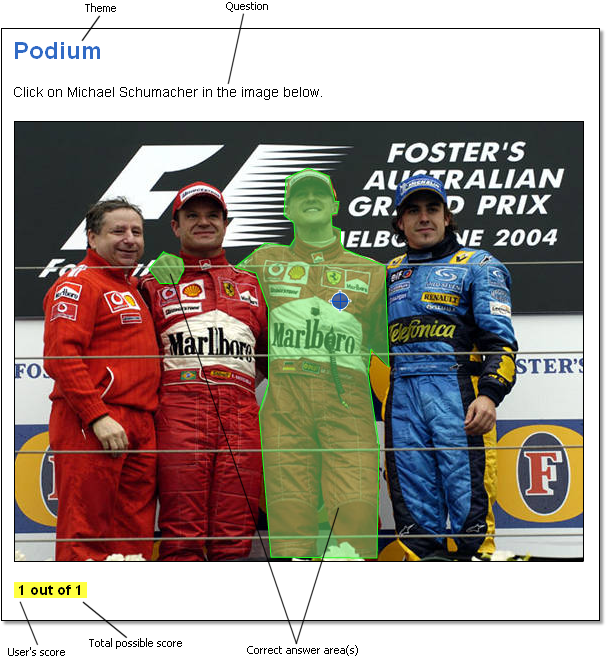 Theme
Question
Podium
Click on Michael Schumacher in the image below.
FOSTER'S
AUSTRALIAN
GRAND PRIX
MELBOURNE 2004
Marlboro
Marlboro
RENAULT
Telefonica
elf
FOSTER'S
F
1 out of 1
User's score
Total possible score
Correct answer area(s)